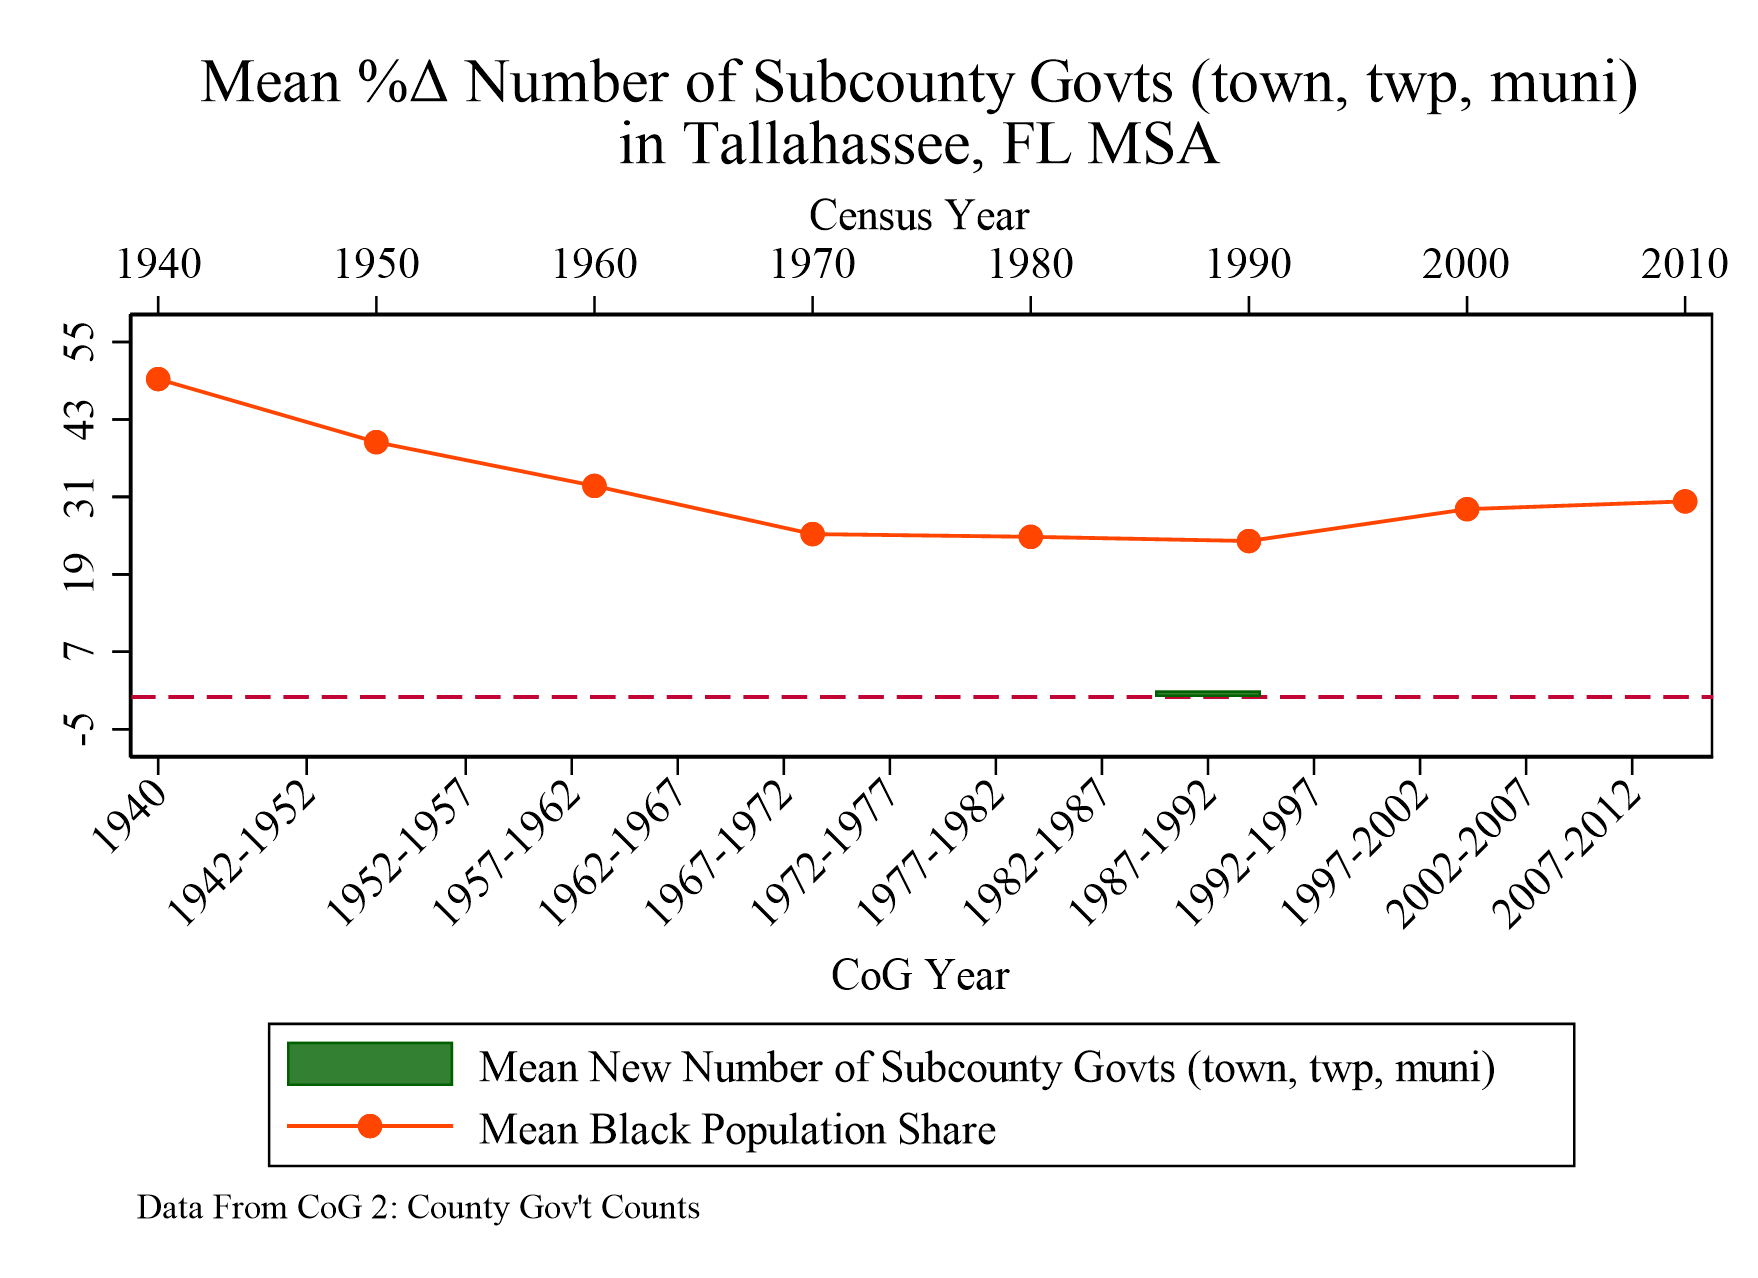 Mean %Δ Number of Subcounty Govts (town, twp, muni)
in Tallahassee, FL MSA
Census Year
1940 1950 1960 1970 1980 1990 2000 2010
55
43
31
19
7
-5
1940 1942-1952 1952-1957 1957-1962 1962-1967 1967-1972 1972-1977 1977-1982 1982-1987 1987-1992 1992-1997 1997-2002 2002-2007 2007-2012
CoG Year
Mean New Number of Subcounty Govts (town, twp, muni)
Mean Black Population Share
Data From CoG 2: County Gov't Counts